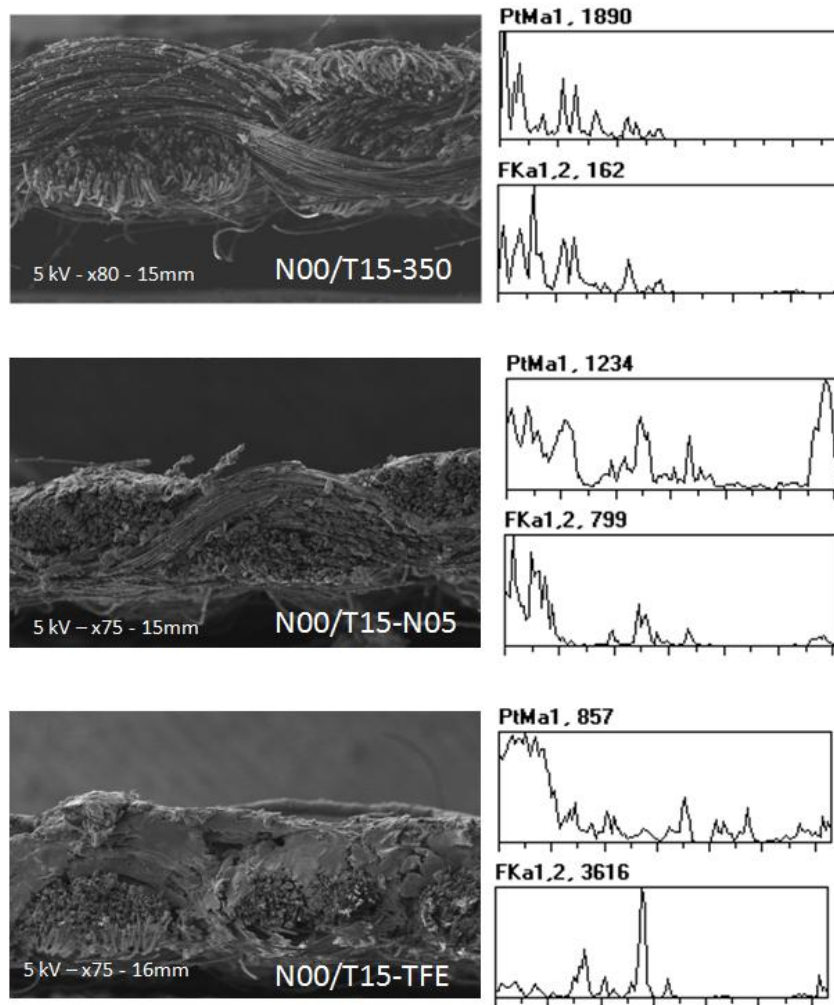 PtMa1, 1890
FKa1,2, 162
5 kV - x80 - 15mm
N00/T15-350
PtMa1, 1234
FKa1,2, 799
5 kV – x75 - 15mm
N00/T15-N05
PtMa1, 857
FKa1,2, 3616
5 kV – x75 - 16mm
N00/T15-TFE